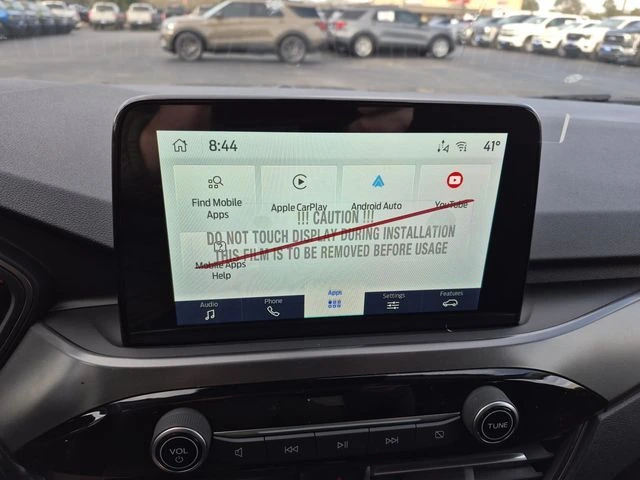 8:44
41°
Find Mobile
Apps
Apple CarPlay
Android Auto
YouTube
!!! CAUTION !!!
DO NOT TOUCH DISPLAY DURING INSTALLATION
THIS FILM IS TO BE REMOVED BEFORE USAGE
Mobile Apps
Help
Audio
Phone
Apps
Settings
Features
VOL
TUNE